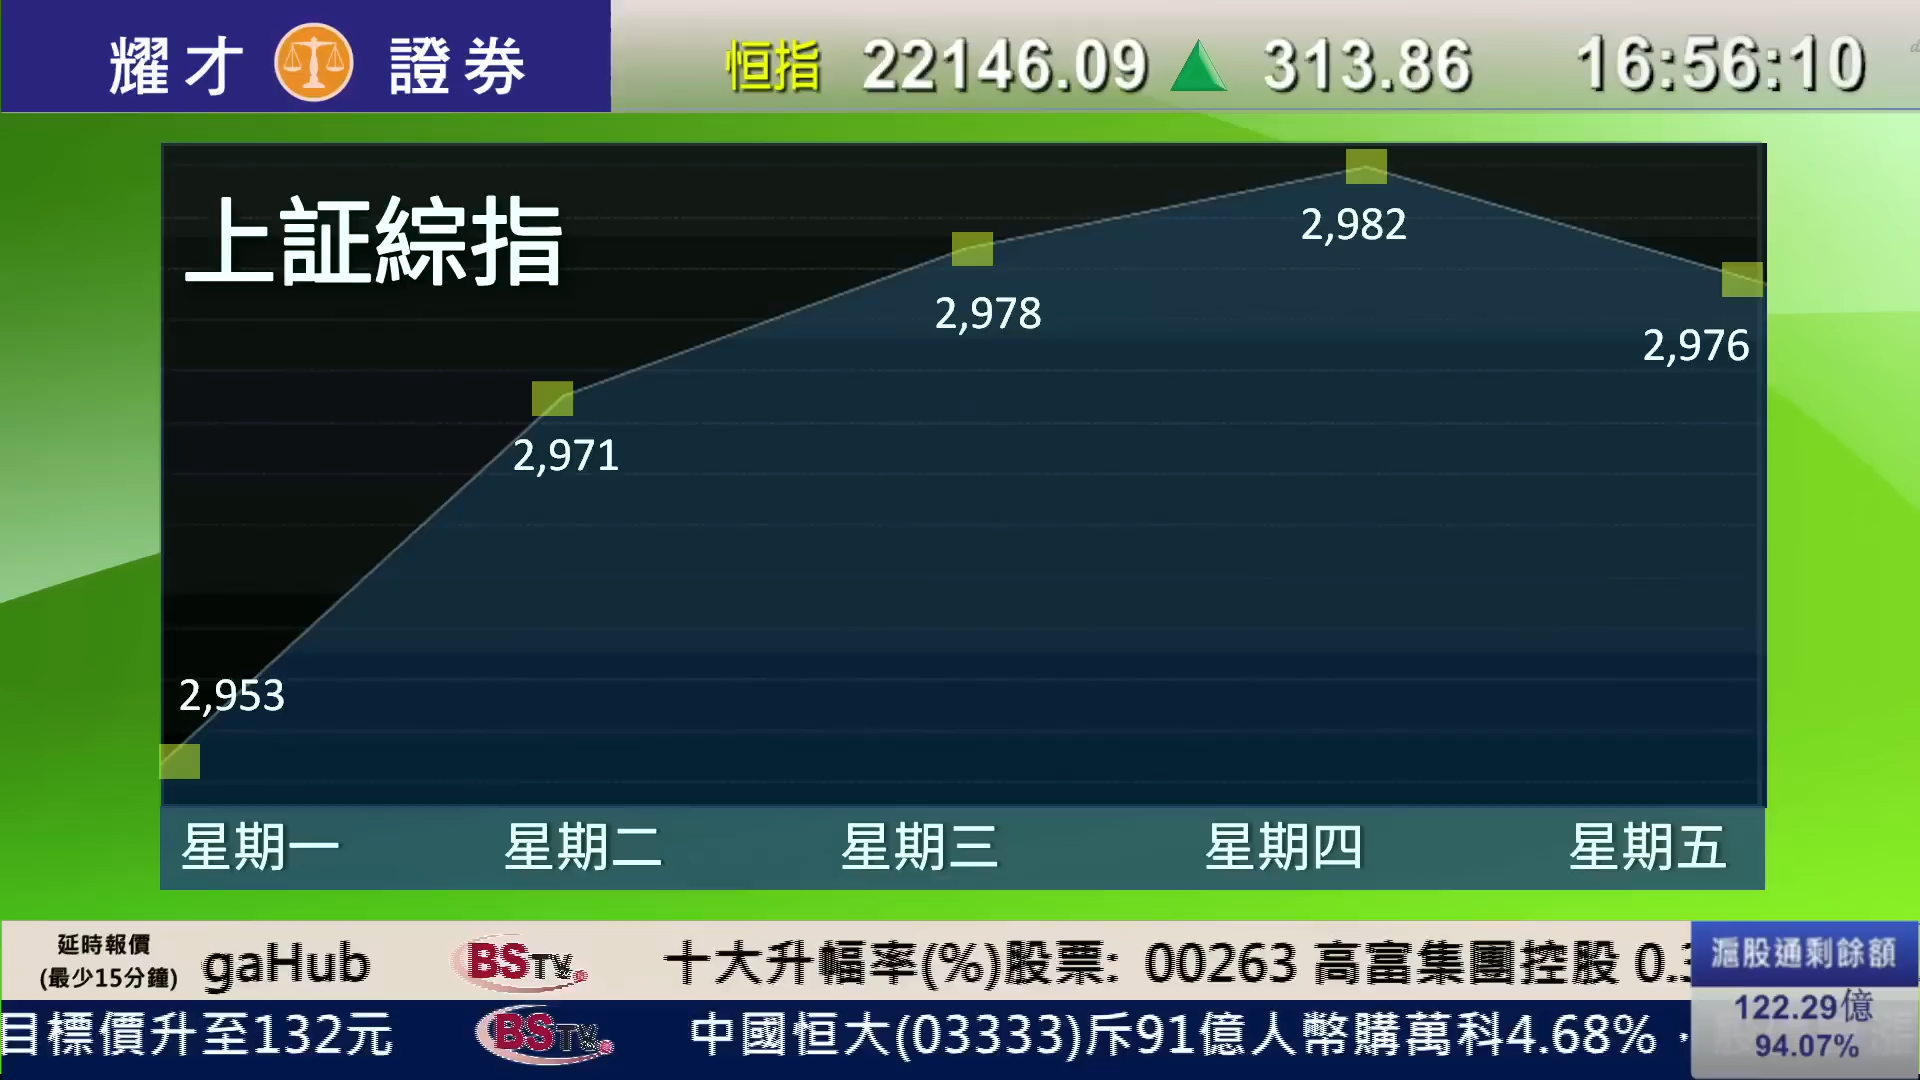 耀才 證券
恒指 22146.09 ▲ 313.86 16:56:10
上証綜指
2,982
2,978
2,976
2,971
2,953
星期一 星期二 星期三 星期四 星期五
延時報價
(最少15分鐘)
gaHub BSTV 十大升幅率(%)股票: 00263 高富集團控股 0.3
滬股通剩餘額
122.29億
94.07%
目標價升至132元 BSTV 中國恒大(03333)斥91億人幣購萬科4.68%，